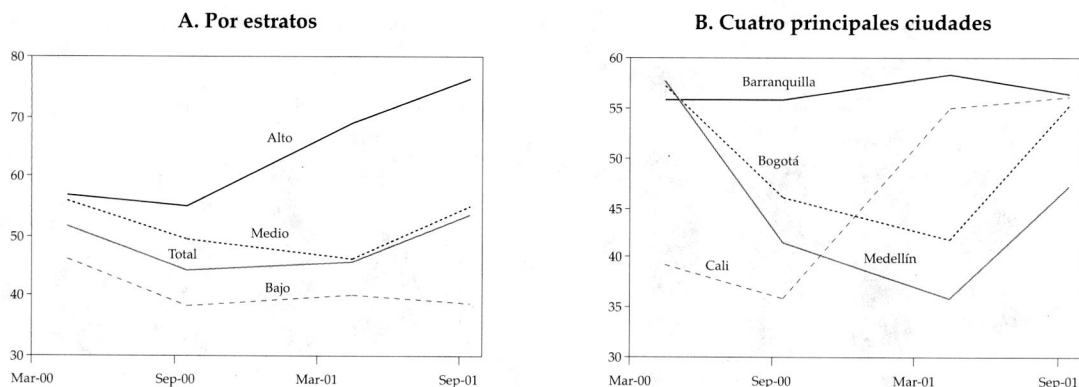 A. Por estratos
80
70
60
50
40
30
Alto
Medio
Total
Bajo
Mar-00 Sep-00 Mar-01 Sep-01
B. Cuatro principales ciudades
60
55
50
45
40
35
30
Barranquilla
Bogotá
Cali
Medellín
Mar-00 Sep-00 Mar-01 Sep-01